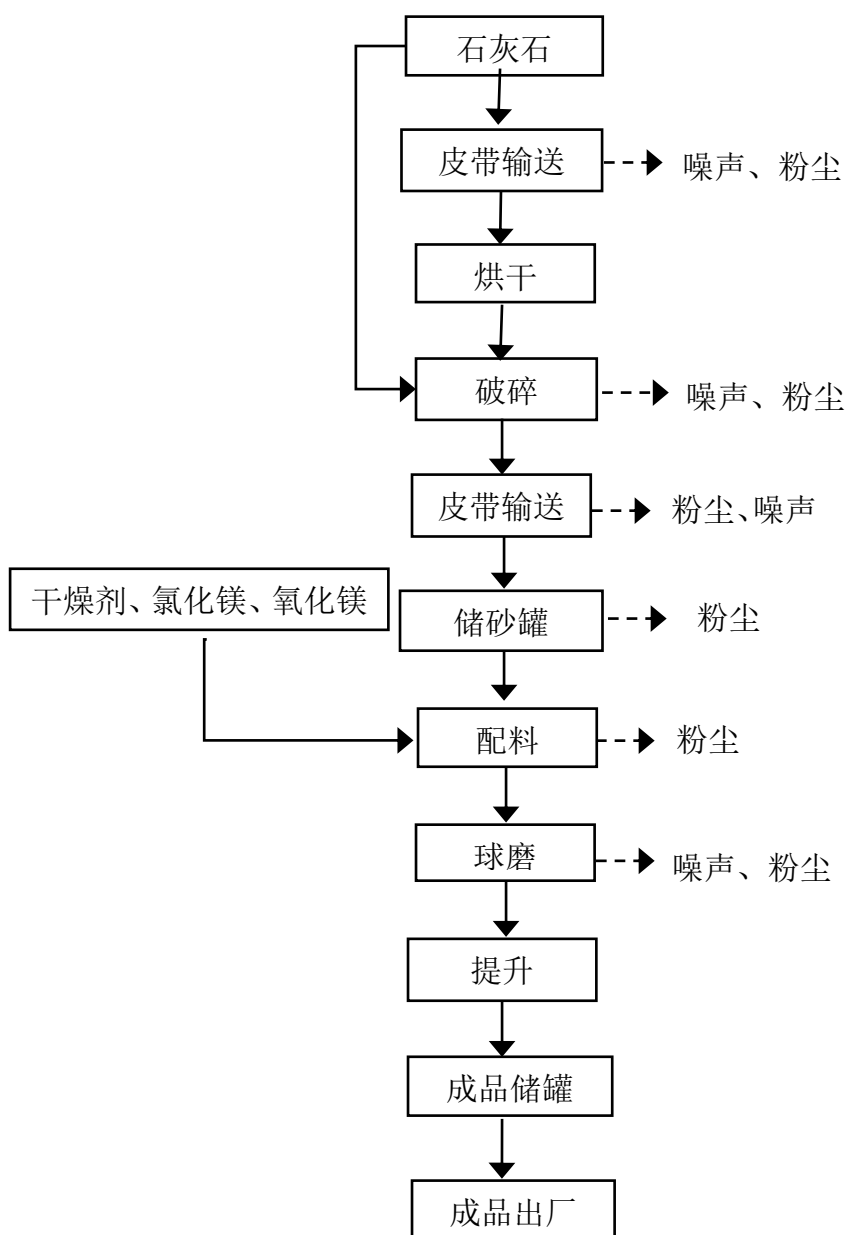 石灰石
皮带输送
噪声、粉尘
烘干
破碎
噪声、粉尘
皮带输送
粉尘、噪声
干燥剂、氯化镁、氧化镁
储砂罐
粉尘
配料
粉尘
球磨
噪声、粉尘
提升
成品储罐
成品出厂